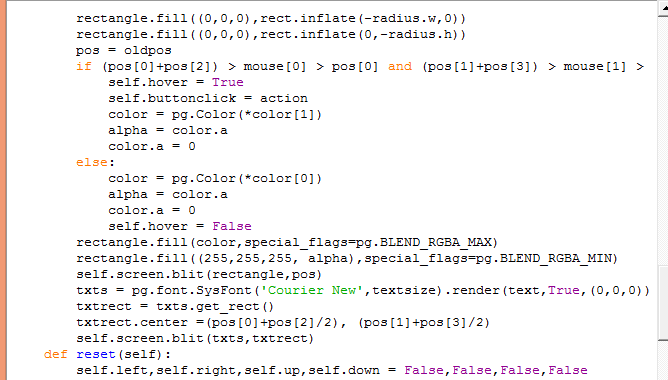 rectangle.fill((0,0,0),rect.inflate(-radius.w,0))
rectangle.fill((0,0,0),rect.inflate(0,-radius.h))
pos = oldpos
if (pos[0]+pos[2]) > mouse[0] > pos[0] and (pos[1]+pos[3]) > mouse[1] >
self.hover = True
self.buttonclick = action
color = pg.Color(*color[1])
alpha = color.a
color.a = 0
else:
color = pg.Color(*color[0])
alpha = color.a
color.a = 0
self.hover = False
rectangle.fill(color,special_flags=pg.BLEND_RGBA_MAX)
rectangle.fill((255,255,255, alpha),special_flags=pg.BLEND_RGBA_MIN)
self.screen.blit(rectangle,pos)
txts = pg.font.SysFont('Courier New',textsize).render(text,True,(0,0,0))
txtrect = txts.get_rect()
txtrect.center =(pos[0]+pos[2]/2), (pos[1]+pos[3]/2)
self.screen.blit(txts,txtrect)
def reset(self):
self.left,self.right,self.up,self.down = False,False,False,False